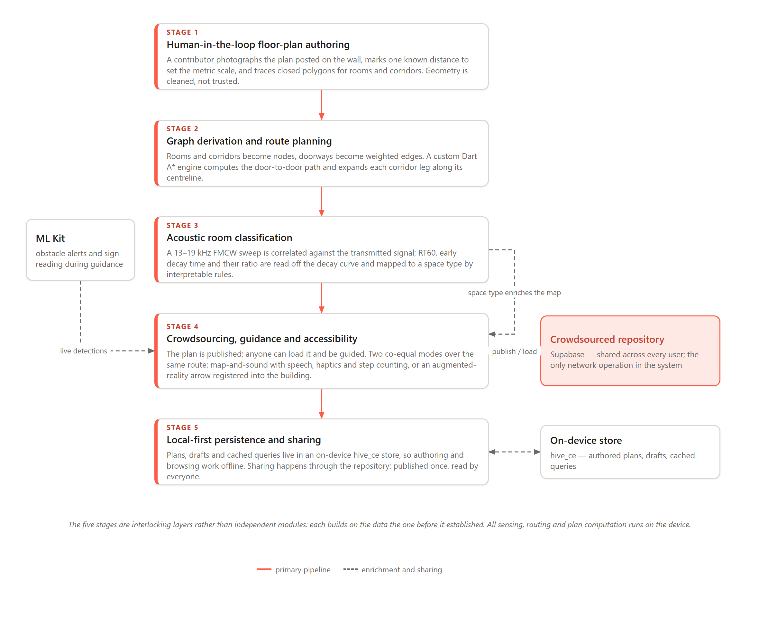 STAGE 1
Human-in-the-loop floor-plan authoring
A contributor photographs the plan posted on the wall, marks one known distance to
set the metric scale, and traces closed polygons for rooms and corridors. Geometry is
cleaned, not trusted.
STAGE 2
Graph derivation and route planning
Rooms and corridors become nodes, doorways become weighted edges. A custom Dart
A* engine computes the door-to-door path and expands each corridor leg along its
centreline.
STAGE 3
Acoustic room classification
A 13–19 kHz FMCW sweep is correlated against the transmitted signal; RT60, early
decay time and their ratio are read off the decay curve and mapped to a space type by
interpretable rules.
ML Kit
obstacle alerts and sign
reading during guidance
space type enriches the map
STAGE 4
Crowdsourcing, guidance and accessibility
The plan is published; anyone can load it and be guided. Two co-equal modes over the
same route: map-and-sound with speech, haptics and step counting, or an augmented-
reality arrow registered into the building.
live detections
publish / load
Crowdsourced repository
Supabase — shared across every user; the
only network operation in the system
STAGE 5
Local-first persistence and sharing
Plans, drafts and cached queries live in an on-device hive_ce store, so authoring and
browsing work offline. Sharing happens through the repository: published once, read by
everyone.
On-device store
hive_ce — authored plans, drafts, cached
queries
The five stages are interlocking layers rather than independent modules: each builds on the data the one before it established. All sensing, routing and plan computation runs on the device.
primary pipeline
enrichment and sharing